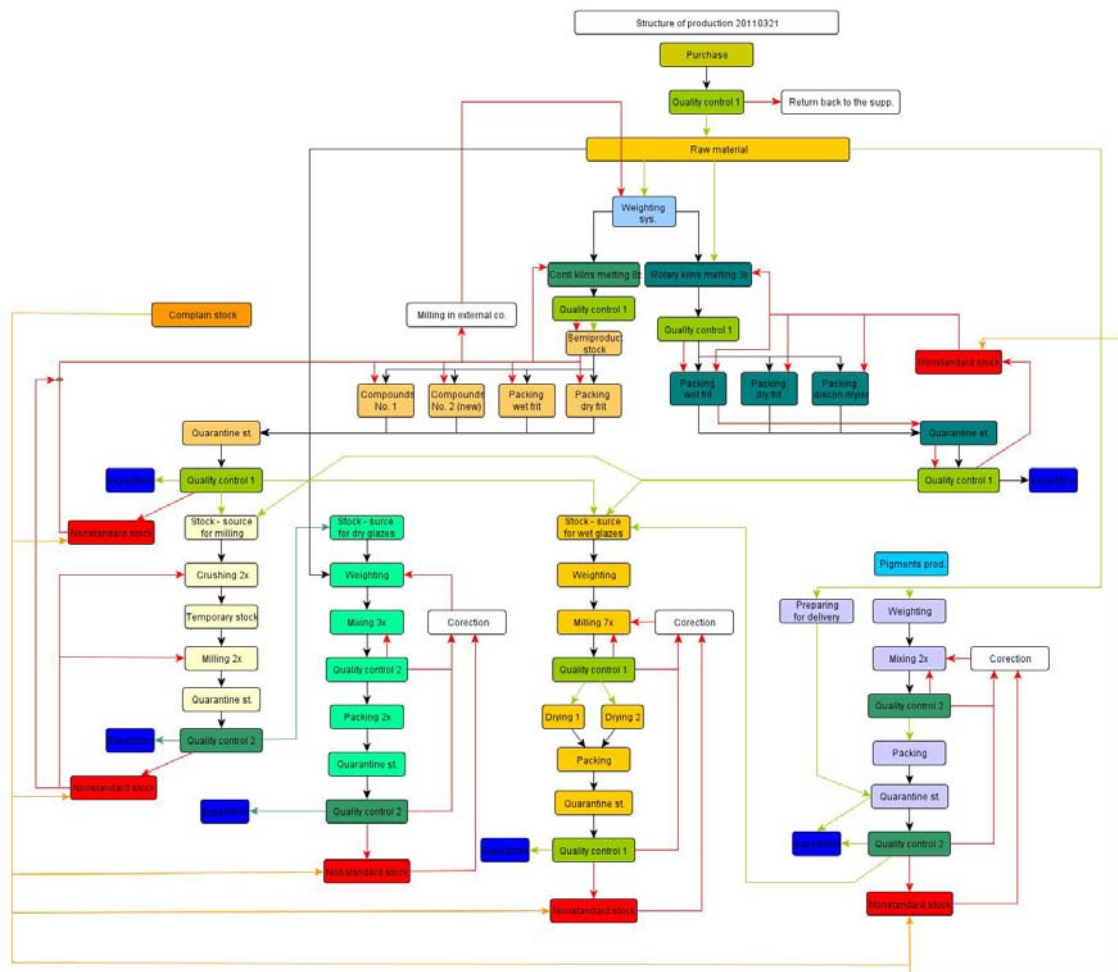 Structure of production 20110321
Purchase
Quality control 1
Return back to the supp.
Raw material
Weighting
sys.
Conti kilns melting 8x
Rotary kilns melting 3x
Complain stock
Milling in external co.
Quality control 1
Quality control 1
Semiproduct
stock
Nonstandard stock
Compounds
No. 1
Compounds
No. 2 (new)
Packing
wet frit
Packing
dry frit
Packing
wet frit
Packing
dry frit
Packing
discon dryer
Quarantine st.
Quarantine st.
Quality control 1
Quality control 1
Nonstandard stock
Stock - source
for milling
Stock - surce
for dry glazes
Stock - surce
for wet glazes
Pigments prod.
Crushing 2x
Weighting
Weighting
Preparing
for delivery
Weighting
Temporary stock
Mixing 3x
Corection
Milling 7x
Corection
Milling 2x
Mixing 2x
Corection
Quality control 2
Quality control 1
Quarantine st.
Quality control 2
Packing 2x
Drying 1
Drying 2
Quality control 2
Packing
Quarantine st.
Packing
Nonstandard stock
Quarantine st.
Quarantine st.
Quality control 2
Quality control 1
Quality control 2
Nonstandard stock
Nonstandard stock
Nonstandard stock